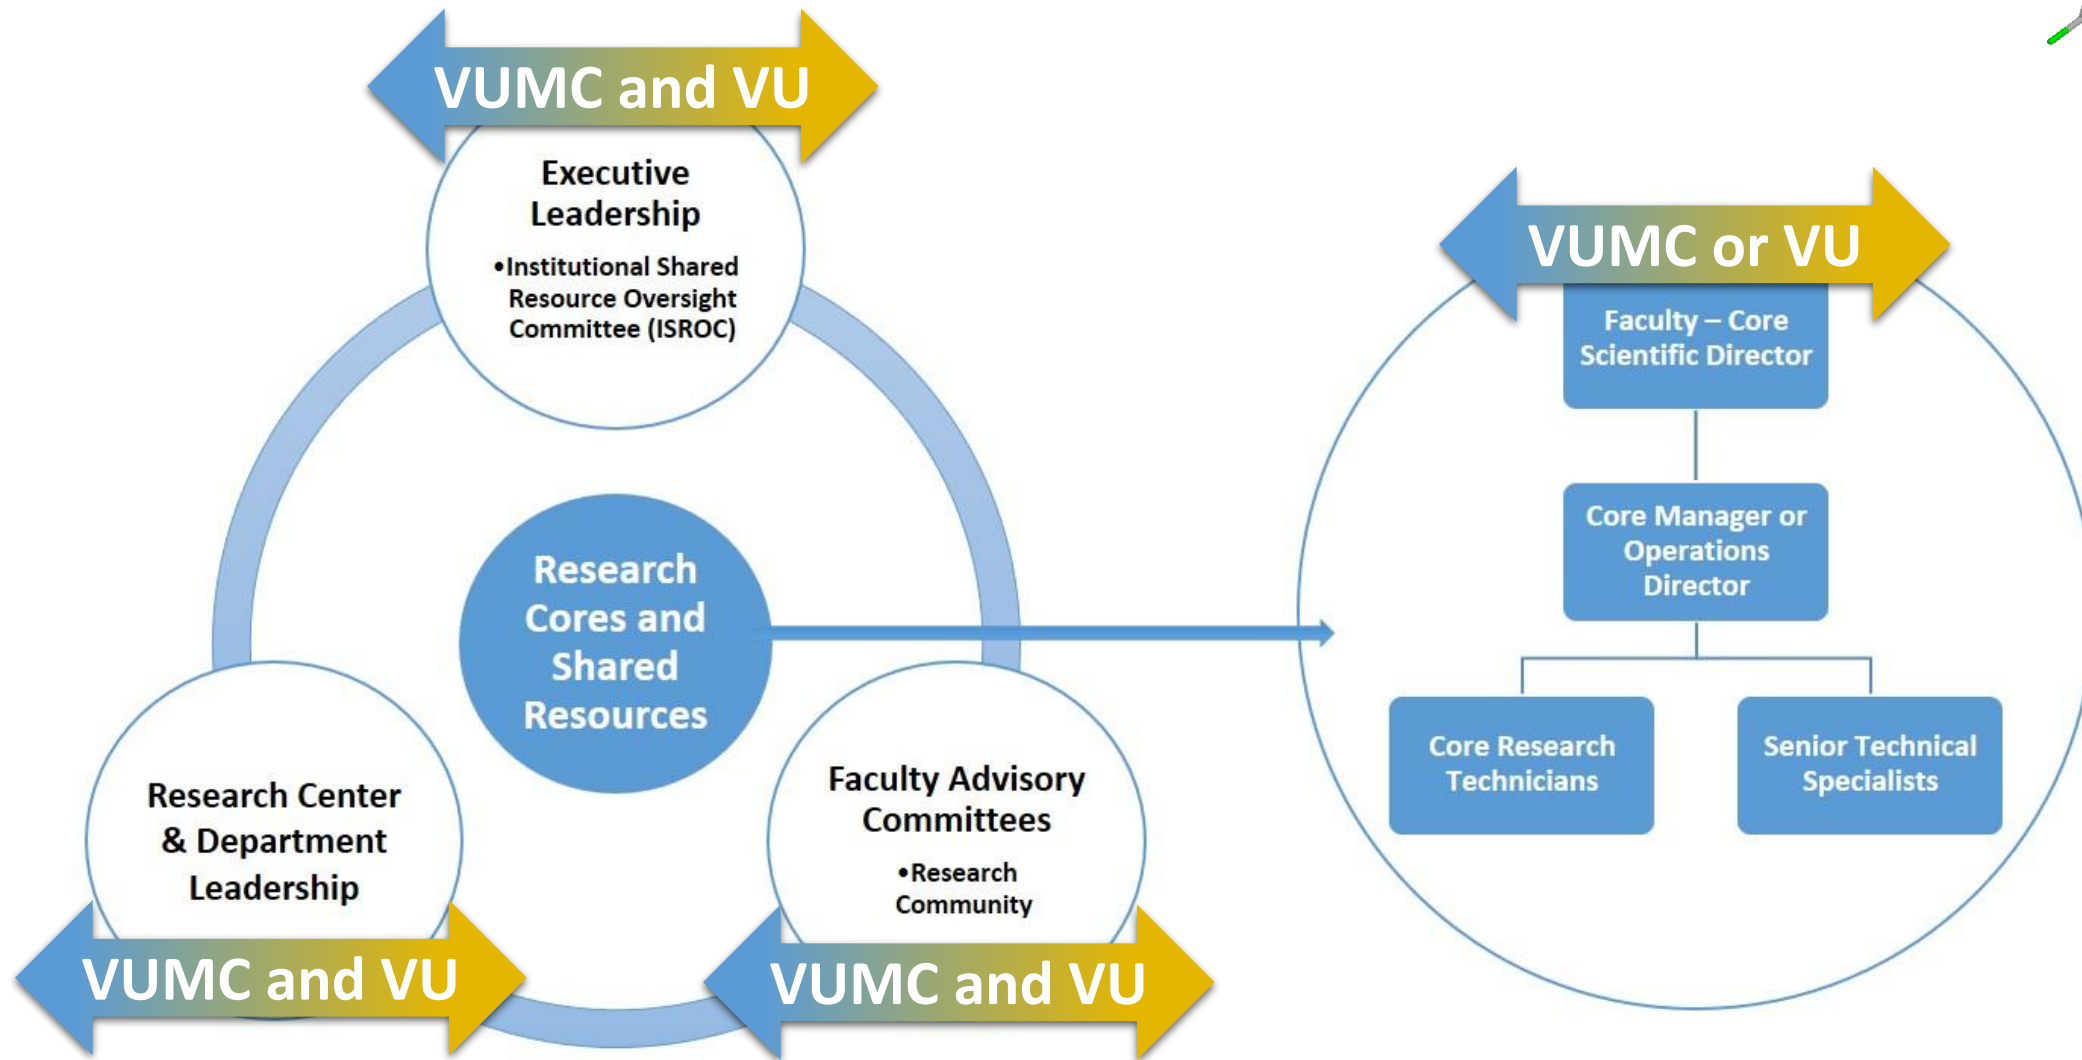 VUMC and VU
Executive
Leadership
•Institutional Shared
Resource Oversight
Committee (ISROC)
Research
Cores and
Shared
Resources
Research Center
& Department
Leadership
VUMC and VU
Faculty Advisory
Committees
•Research
Community
VUMC and VU
VUMC or VU
Faculty – Core
Scientific Director
Core Manager or
Operations
Director
Core Research
Technicians
Senior Technical
Specialists